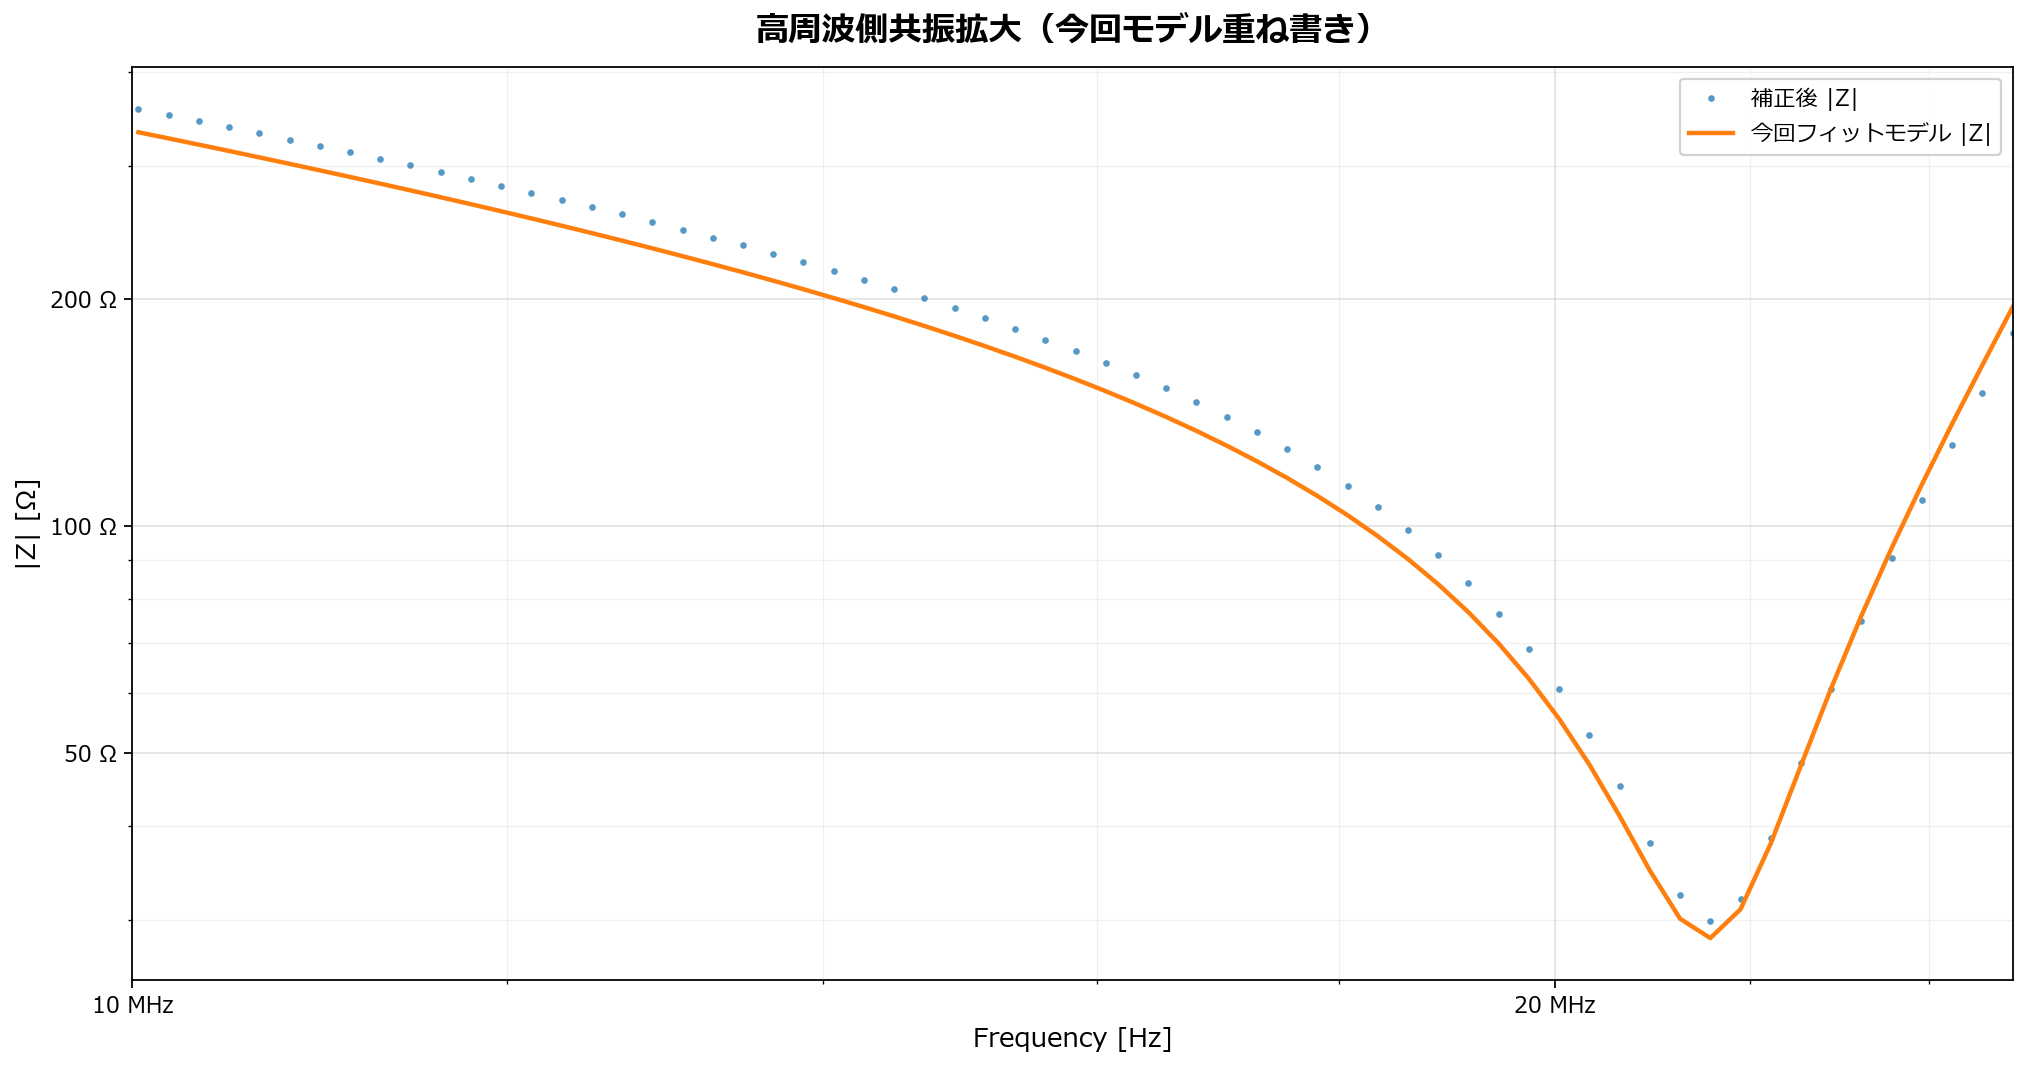 高周波側共振拡大（今回モデル重ね書き）
補正後 |Z|
今回フィットモデル |Z|
200 Ω
100 Ω
50 Ω
|Z| [Ω]
10 MHz
20 MHz
Frequency [Hz]